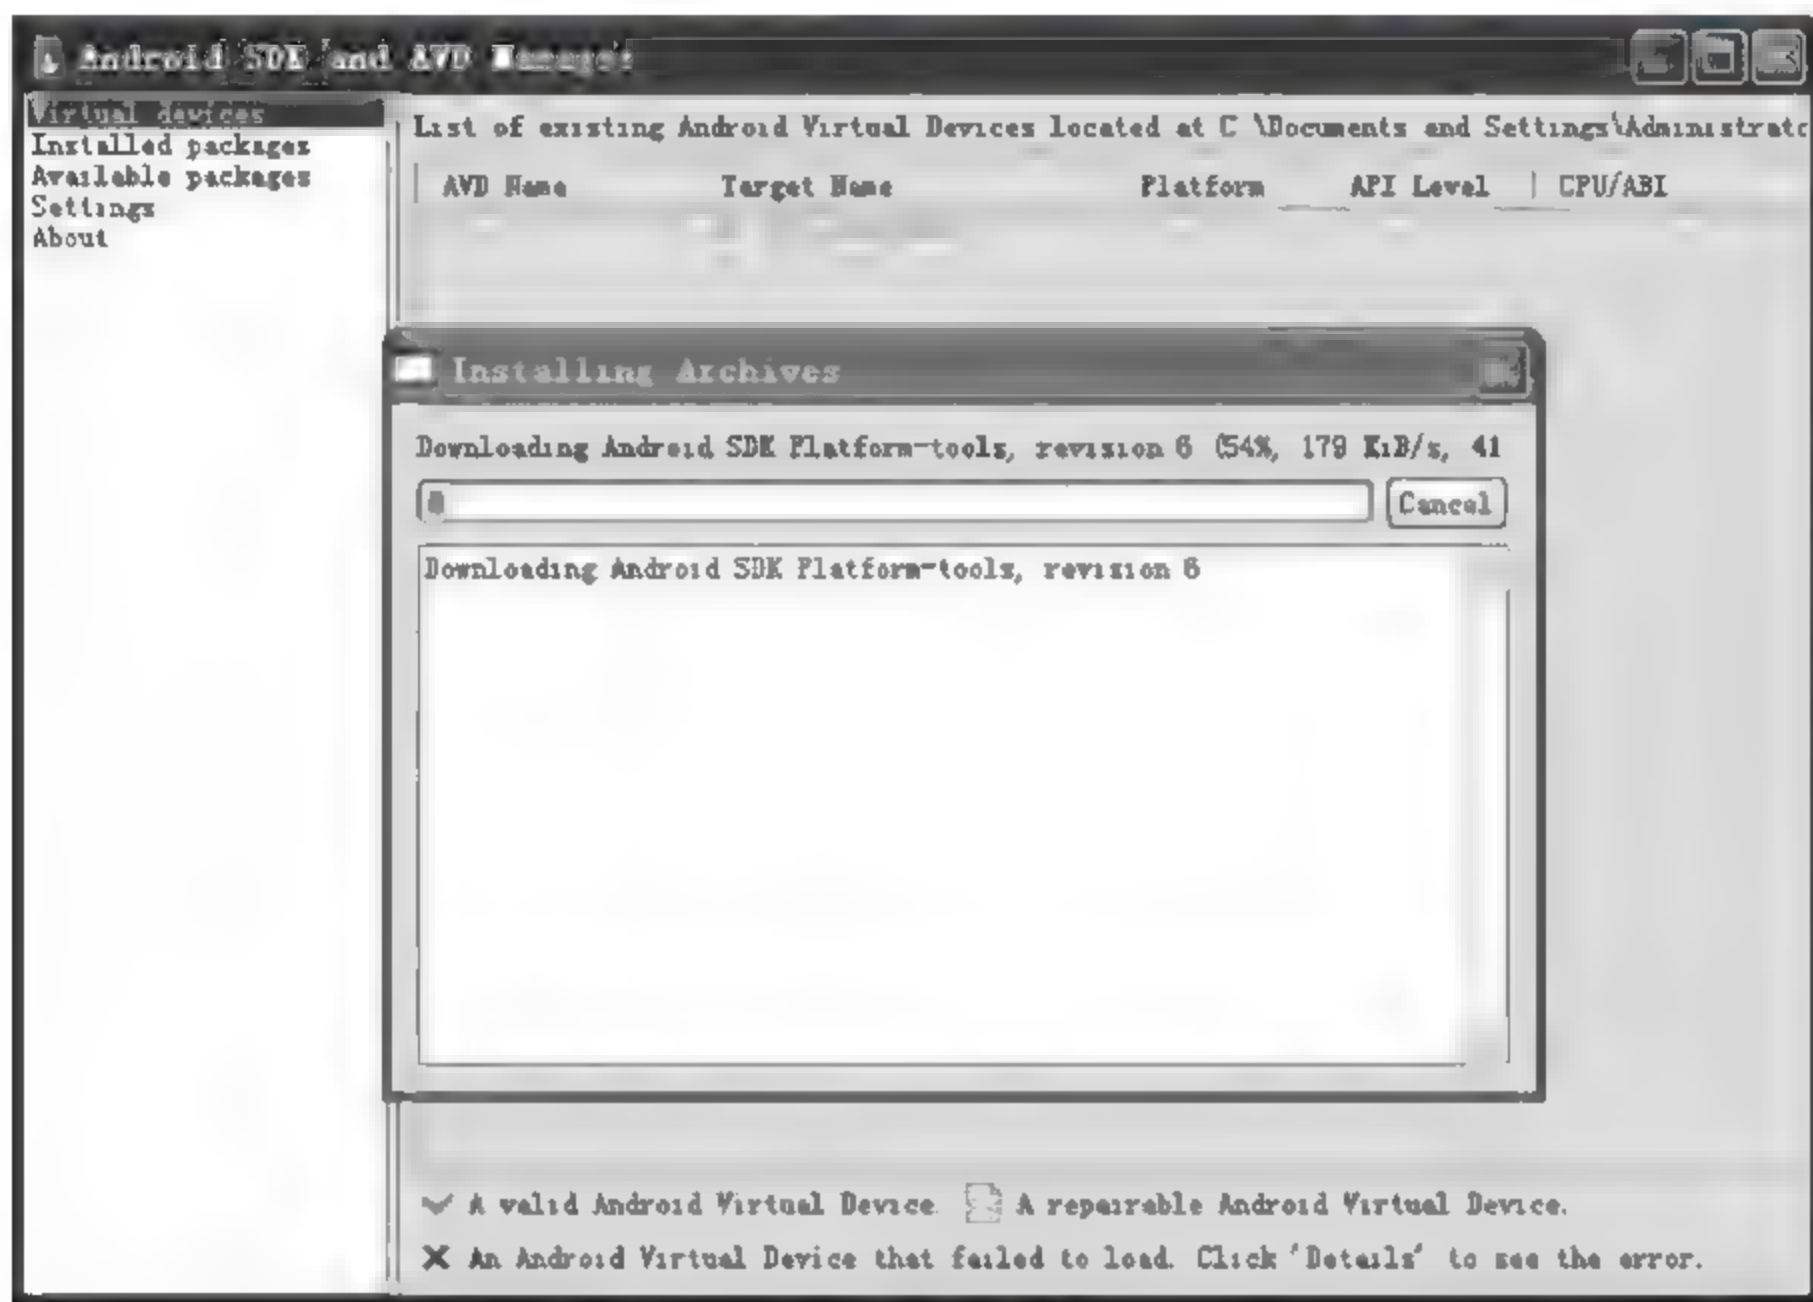 Android SDK and AVD Manager
Virtual devices
Installed packages
Available packages
Settings
About
List of existing Android Virtual Devices located at C \Documents and Settings\Administrato
AVD Name Target Name Platform API Level CPU/ABI
Installing Archives
Downloading Android SDK Platform-tools, revision 6 (54%, 179 KiB/s, 41
Cancel
Downloading Android SDK Platform-tools, revision 6
A valid Android Virtual Device. A repairable Android Virtual Device.
An Android Virtual Device that failed to load. Click 'Details' to see the error.